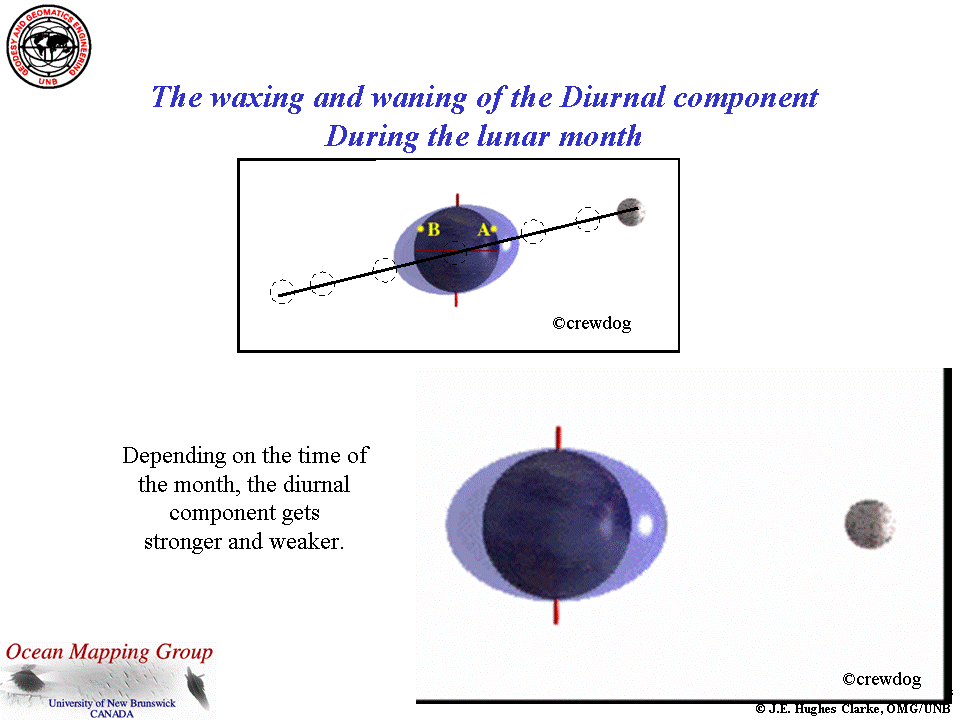 GEODESY AND GEOMATICS ENGINEERING
UNB
The waxing and waning of the Diurnal component
During the lunar month
B A
©crewdog
Depending on the time of
the month, the diurnal
component gets
stronger and weaker.
©crewdog
Ocean Mapping Group
University of New Brunswick
CANADA
© J.E. Hughes Clarke, OMG/UNB